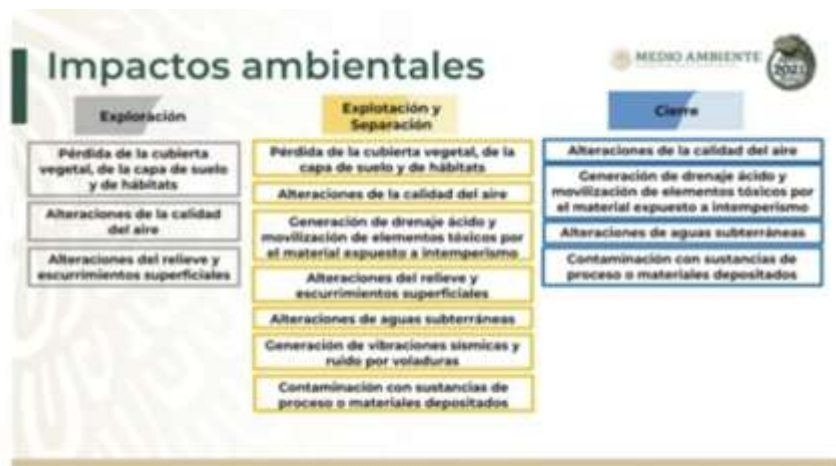 Impactos ambientales
MEDIO AMBIENTE
2021
Exploración
Pérdida de la cubierta
vegetal, de la capa de suelo
y de hábitats
Alteraciones de la calidad
del aire
Alteraciones del relieve y
escurrimientos superficiales
Explotación y
Separación
Pérdida de la cubierta vegetal, de la
capa de suelo y de hábitats
Alteraciones de la calidad del aire
Generación de drenaje ácido y
movilización de elementos tóxicos por
el material expuesto a intemperismo
Alteraciones del relieve y
escurrimientos superficiales
Alteraciones de aguas subterráneas
Generación de vibraciones sísmicas y
ruido por voladuras
Contaminación con sustancias de
proceso o materiales depositados
Cierre
Alteraciones de la calidad del aire
Generación de drenaje ácido y
movilización de elementos tóxicos por
el material expuesto a intemperismo
Alteraciones de aguas subterráneas
Contaminación con sustancias de
proceso o materiales depositados